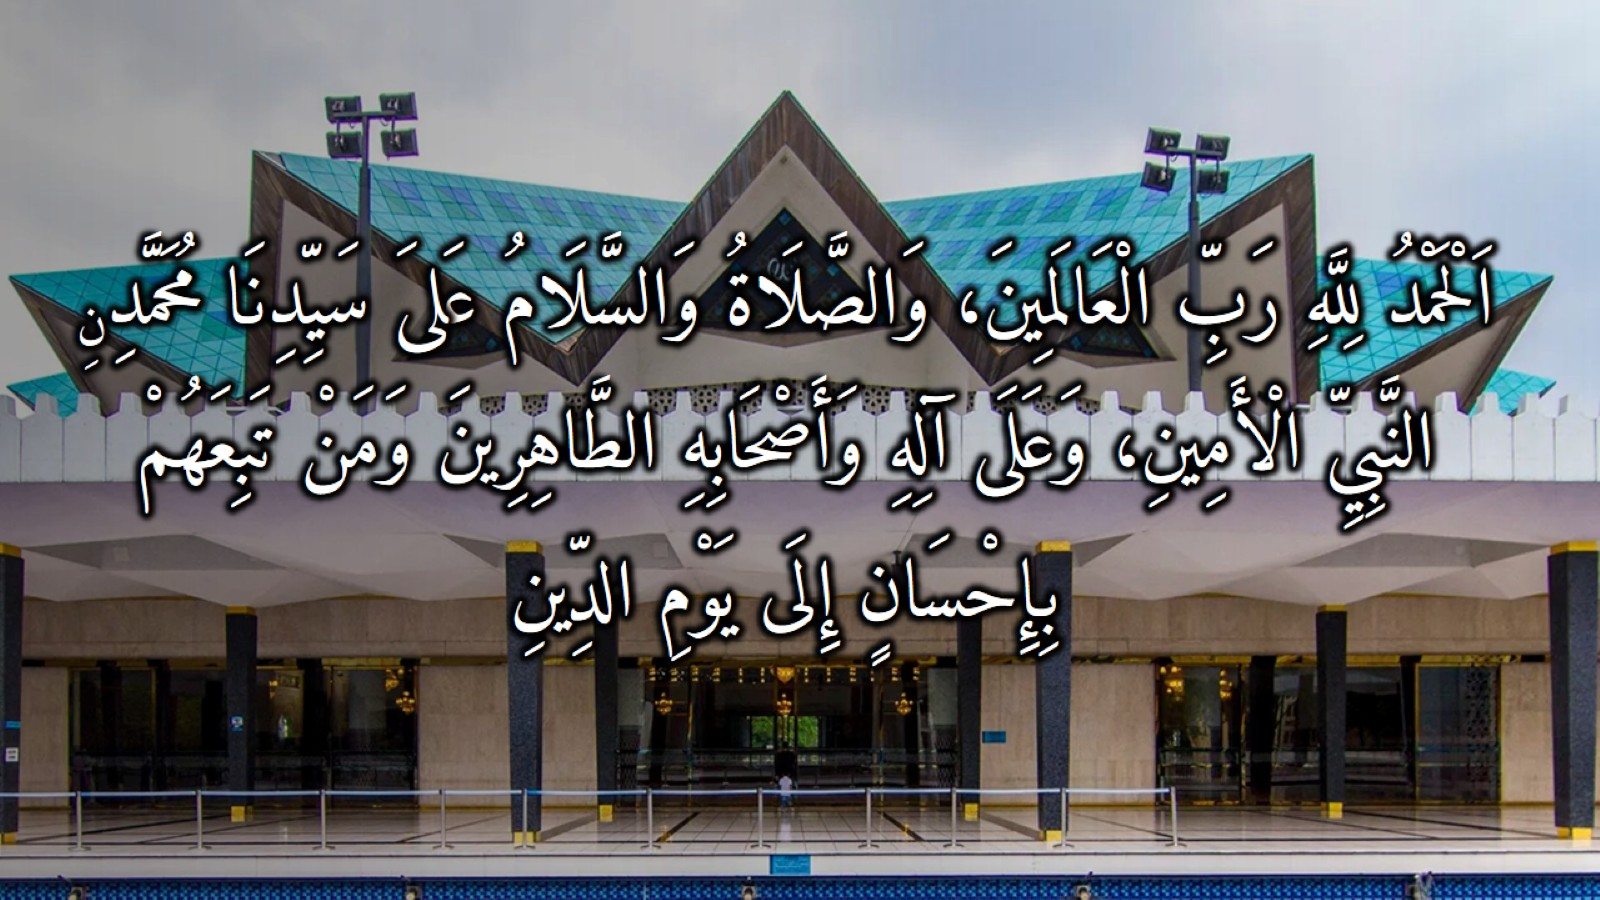 اَلْحَمْدُ لِلَّهِ رَبِّ الْعَالَمِينَ، وَالصَّلَاةُ وَالسَّلَامُ عَلَىَ سَيِّدِنَا مُحَمَّدِنِ
النَّبِيِّ الْأَمِينِ، وَعَلَىَ آلِهِ وَأَصْحَابِهِ الطَّاهِرِينَ وَمَنْ تَبِعَهُمْ
بِإِحْسَانٍ إِلَى يَوْمِ الدِّينِ